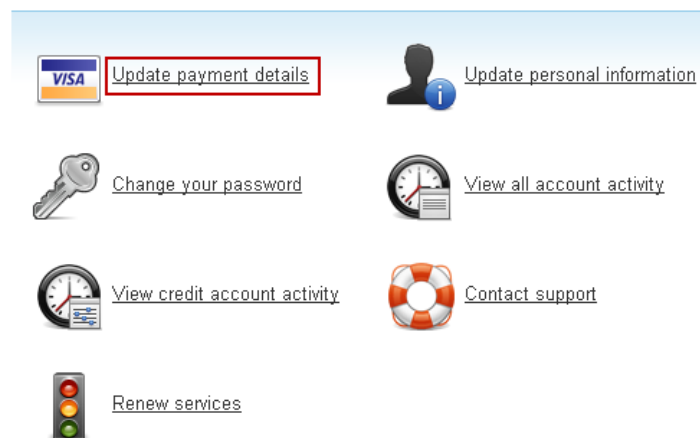 VISA
Update payment details
Update personal information
Change your password
View all account activity
View credit account activity
Contact support
Renew services